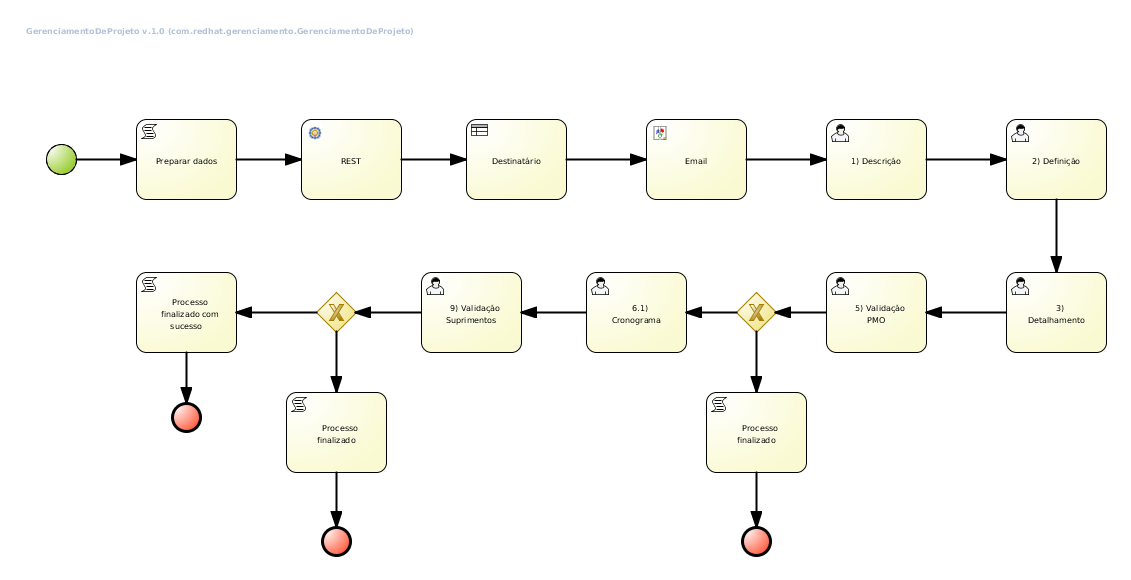 GerenciamentoDeProjeto v.1.0 (com.redhat.gerenciamento.GerenciamentoDeProjeto)
Preparar dados
REST
Destinatário
Email
1) Descrição
2) Definição
Processo
finalizado com
sucesso
9) Validação
Suprimentos
6.1)
Cronograma
5) Validação
PMO
3)
Detalhamento
Processo
finalizado
Processo
finalizado